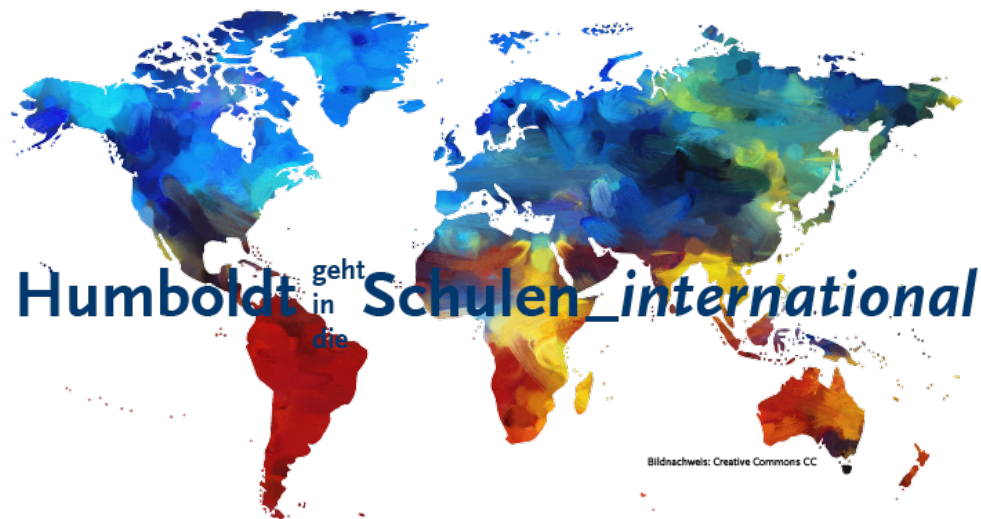 Humboldt geht in die Schulen_international
Bildnachweis: Creative Commons CC